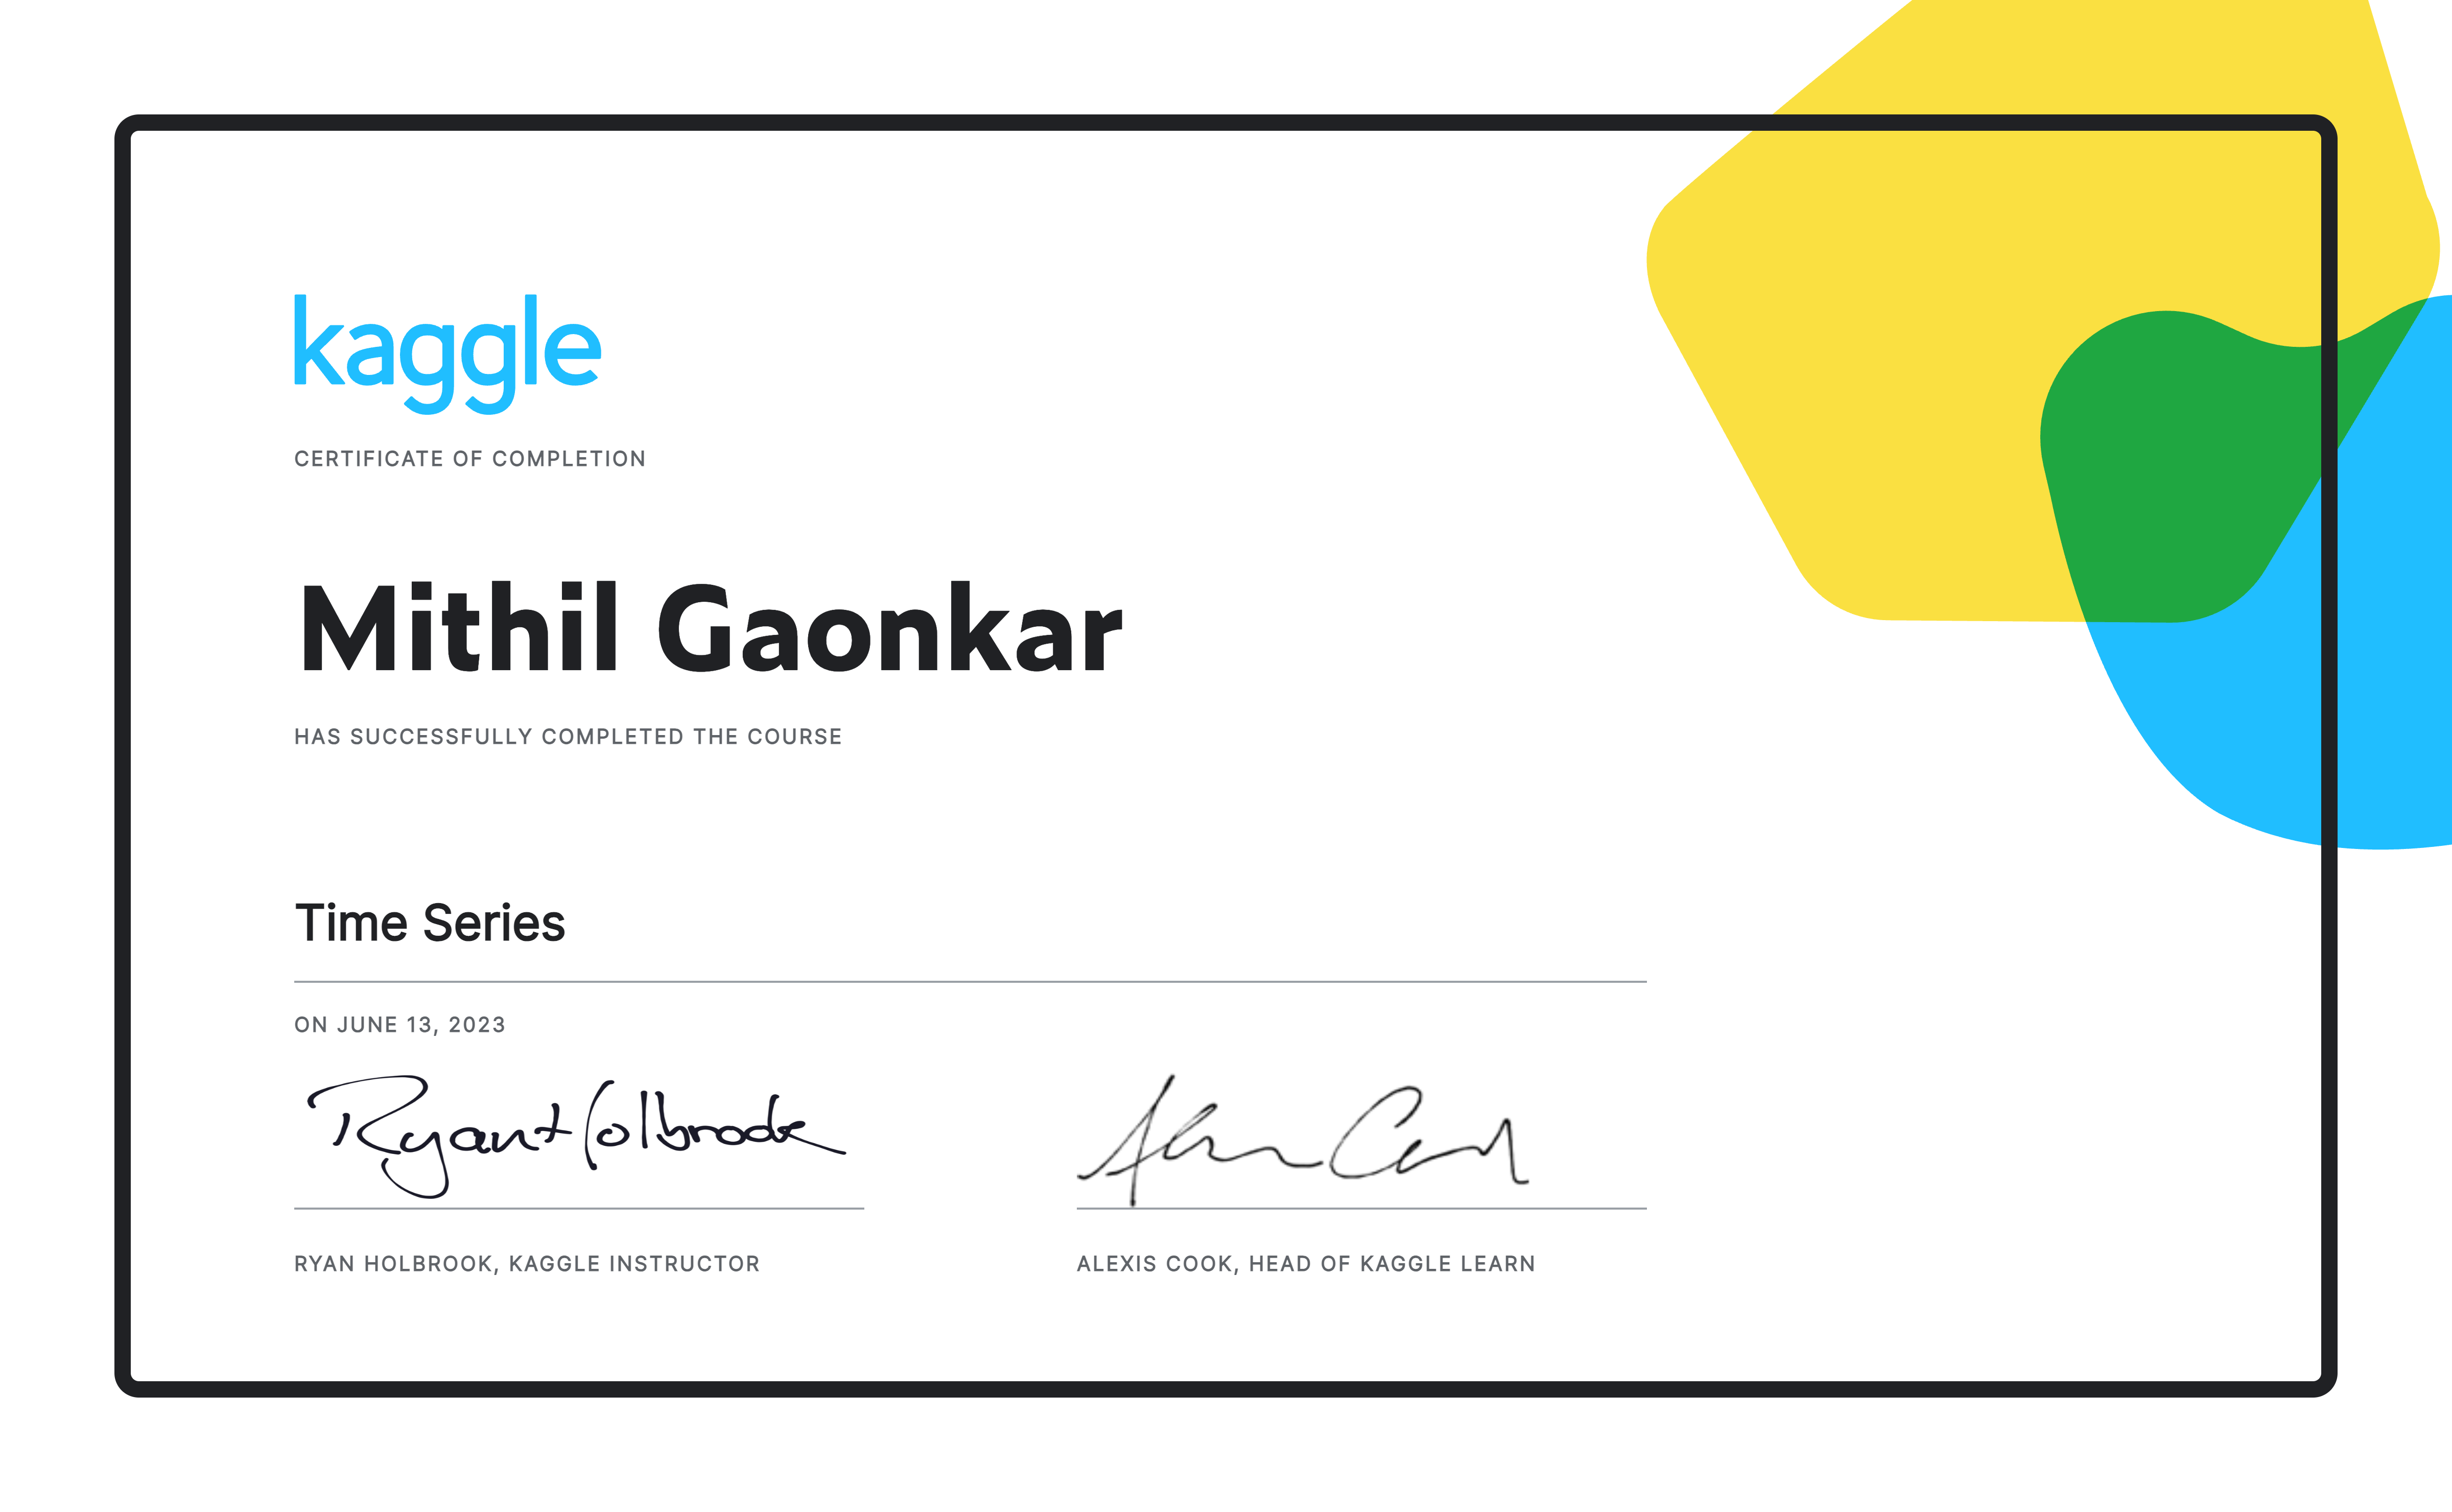 kaggle
CERTIFICATE OF COMPLETION
Mithil Gaonkar
HAS SUCCESSFULLY COMPLETED THE COURSE
Time Series
ON JUNE 13, 2023
Ryan Holbrook
Alexis Cook
RYAN HOLBROOK, KAGGLE INSTRUCTOR
ALEXIS COOK, HEAD OF KAGGLE LEARN